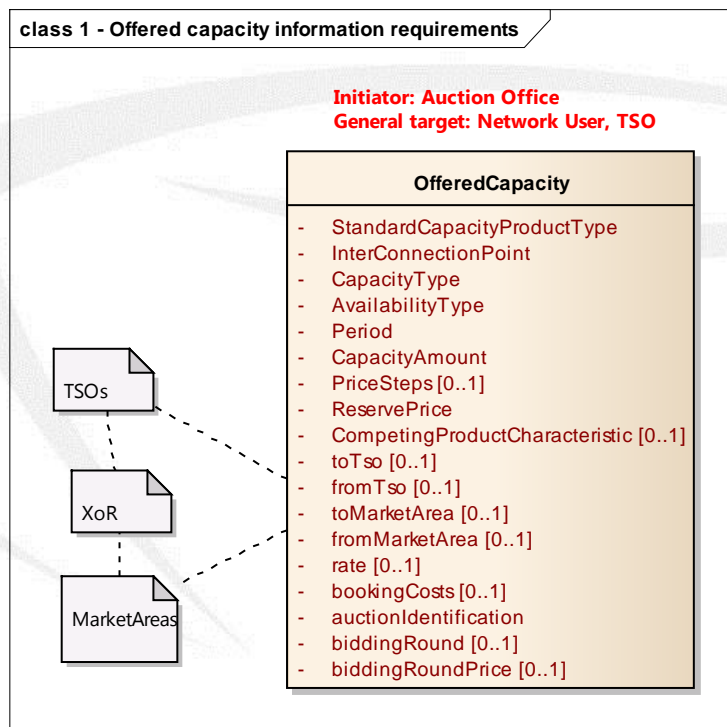 class 1 - Offered capacity information requirements
Initiator: Auction Office
General target: Network User, TSO
OfferedCapacity
- StandardCapacityProductType
- InterConnectionPoint
- CapacityType
- AvailabilityType
- Period
- CapacityAmount
- PriceSteps [0..1]
- ReservePrice
- CompetingProductCharacteristic [0..1]
- toTso [0..1]
- fromTso [0..1]
- toMarketArea [0..1]
- fromMarketArea [0..1]
- rate [0..1]
- bookingCosts [0..1]
- auctionIdentification
- biddingRound [0..1]
- biddingRoundPrice [0..1]
TSOs
XoR
MarketAreas